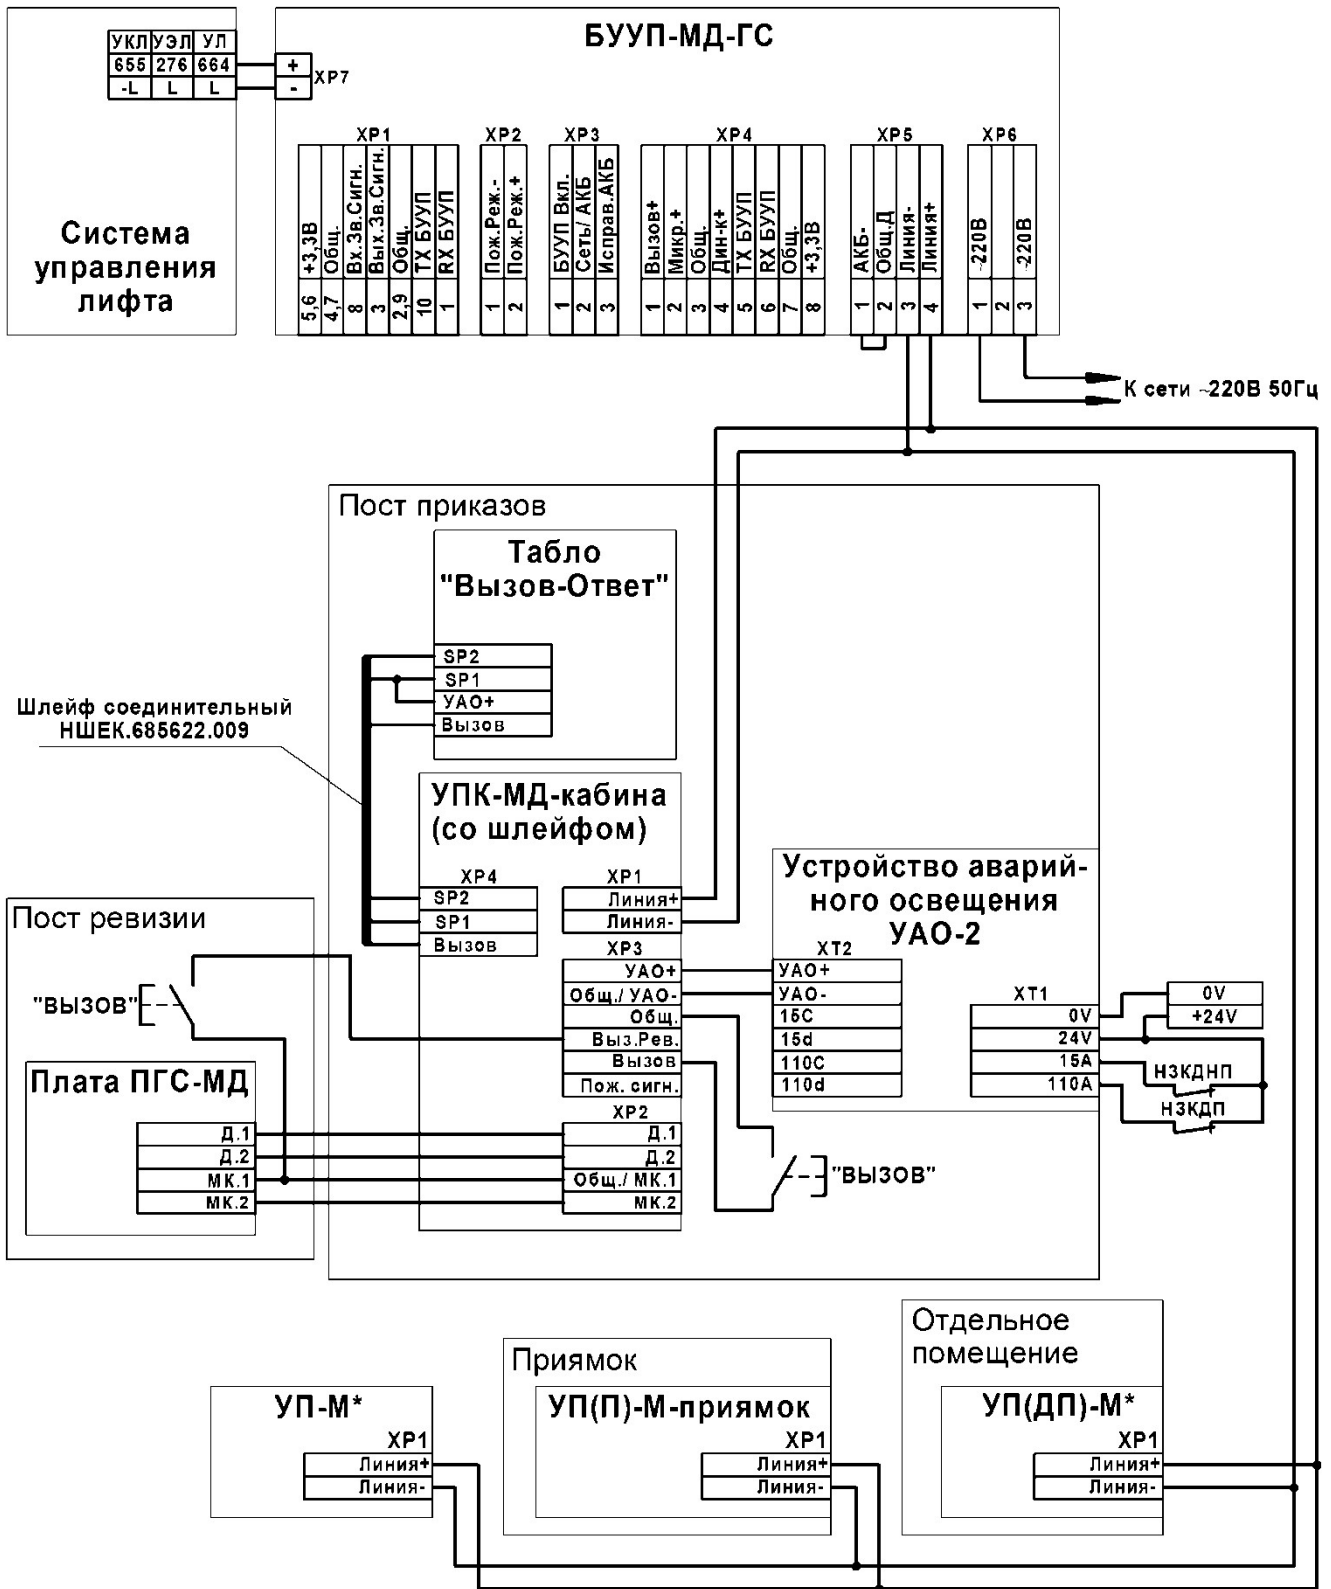 БУУП-МД-ГС
УКЛ УЭЛ УЛ
655 276 664
-L L L
+
-
XP7
Система
управления
лифта
XP1
+3,3В
Общ.
Вх.Зв.Сигн.
Вых.Зв.Сигн.
Общ.
TX БУУП
RX БУУП
5,6
4,7
8
3
2,9
10
1
XP2
Пож.Реж.-
Пож.Реж.+
1
2
XP3
БУУП Вкл.
Сеть/ АКБ
Исправ.АКБ
1
2
3
XP4
Вызов+
Микр.+
Общ.
Дин-к+
TX БУУП
RX БУУП
Общ.
+3,3В
1
2
3
4
5
6
7
8
XP5
АКБ-
Общ.Д
Линия-
Линия+
1
2
3
4
XP6
~220В
~220В
1
2
3
К сети ~220В 50Гц
Пост приказов
Табло
"Вызов-Ответ"
SP2
SP1
УАО+
Вызов
Шлейф соединительный
НШЕК.685622.009
УПК-МД-кабина
(со шлейфом)
XP4
SP2
SP1
Вызов
XP1
Линия+
Линия-
XP3
УАО+
Общ./ УАО-
Общ.
Выз.Рев.
Вызов
Пож. сигн.
XP2
Д.1
Д.2
Общ./ МК.1
МК.2
Устройство аварий-
ного освещения
УАО-2
XT2
УАО+
УАО-
15C
15d
110C
110d
XT1
0V
24V
15A
110A
0V
+24V
НЗКДНП
НЗКДП
"ВЫЗОВ"
Пост ревизии
"ВЫЗОВ"
Плата ПГС-МД
Д.1
Д.2
МК.1
МК.2
УП-М*
XP1
Линия+
Линия-
Приямок
УП(П)-М-приямок
XP1
Линия+
Линия-
Отдельное
помещение
УП(ДП)-М*
XP1
Линия+
Линия-